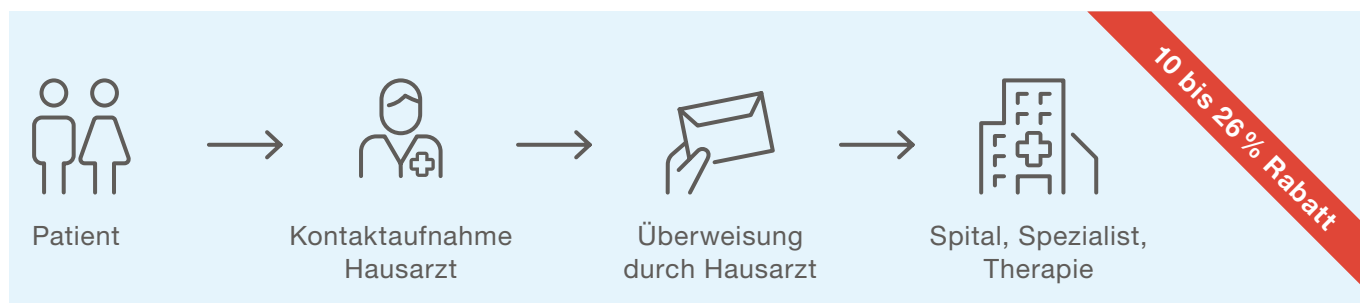 10 bis 26 % Rabatt
Patient
Kontaktaufnahme
Hausarzt
Überweisung
durch Hausarzt
Spital, Spezialist,
Therapie